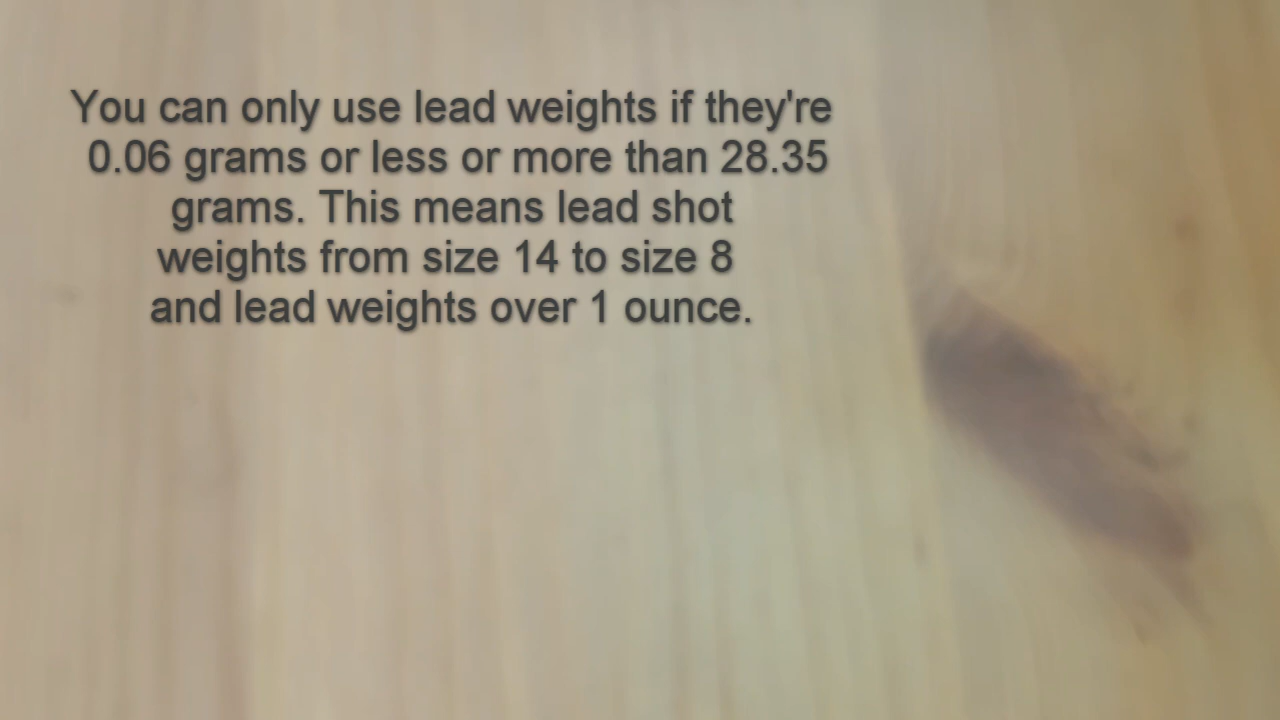 You can only use lead weights if they're
0.06 grams or less or more than 28.35
grams. This means lead shot
weights from size 14 to size 8
and lead weights over 1 ounce.